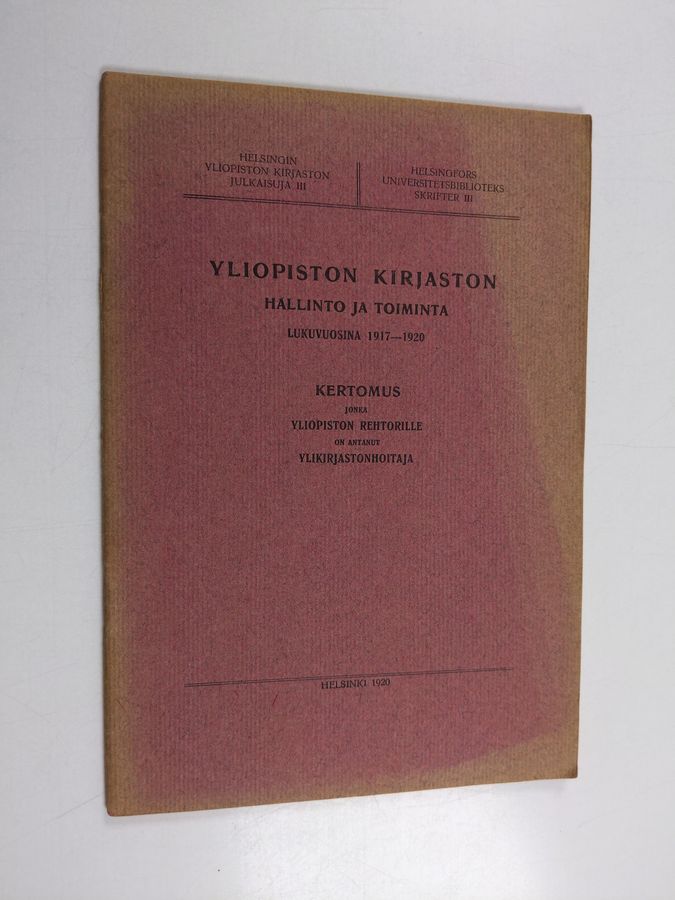 HELSINGIN
YLIOPISTON KIRJASTON
JULKAISUJA III
HELSINGFORS
UNIVERSITETSBIBLIOTEKS
SKRIFTER III
YLIOPISTON KIRJASTON
HALLINTO JA TOIMINTA
LUKUVUOSINA 1917—1920
KERTOMUS
JONKA
YLIOPISTON REHTORILLE
ON ANTANUT
YLIKIRJASTONHOITAJA
HELSINKI 1920